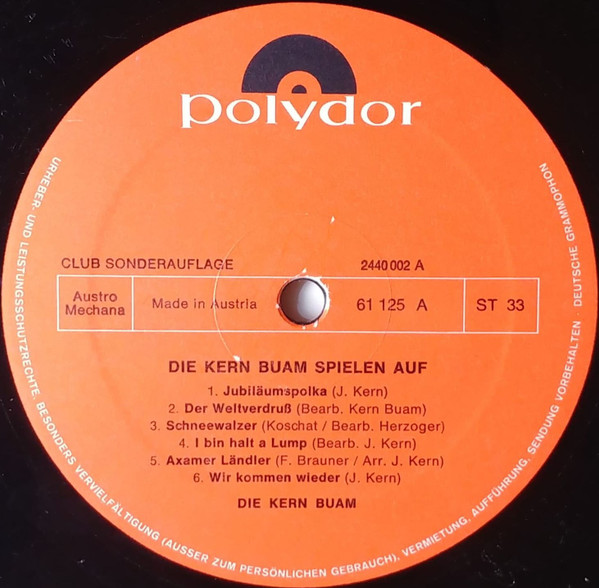 polydor
CLUB SONDERAUFLAGE 2440 002 A
Austro Mechana Made in Austria 61 125 A ST 33
DIE KERN BUAM SPIELEN AUF
1. Jubiläumspolka (J. Kern)
2. Der Weltverdruß (Bearb. Kern Buam)
3. Schneewalzer (Koschat / Bearb. Herzoger)
4. I bin halt a Lump (Bearb. J. Kern)
5. Axamer Ländler (F. Brauner / Arr. J. Kern)
6. Wir kommen wieder (J. Kern)
DIE KERN BUAM
URHEBER- UND LEISTUNGSSCHUTZRECHTE, BESONDERS VERVIELFÄLTIGUNG (AUSSER ZUM PERSÖNLICHEN GEBRAUCH), VERMIETUNG, AUFFÜHRUNG, SENDUNG VORBEHALTEN · DEUTSCHE GRAMMOPHON